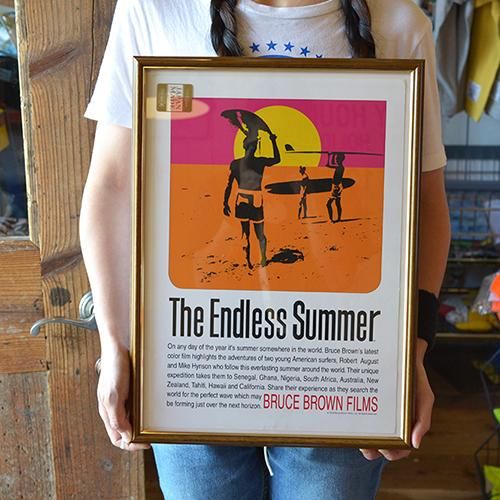 The Endless Summer
On any day of the year it's summer somewhere in the world. Bruce Brown's latest
color film highlights the adventures of two young American surfers, Robert August
and Mike Hynson who follow this everlasting summer around the world. Their unique
expedition takes them to Senegal, Ghana, Nigeria, South Africa, Australia, New
Zealand, Tahiti, Hawaii and California. Share their experience as they search the
world for the perfect wave which may
be forming just over the next horizon. BRUCE BROWN FILMS